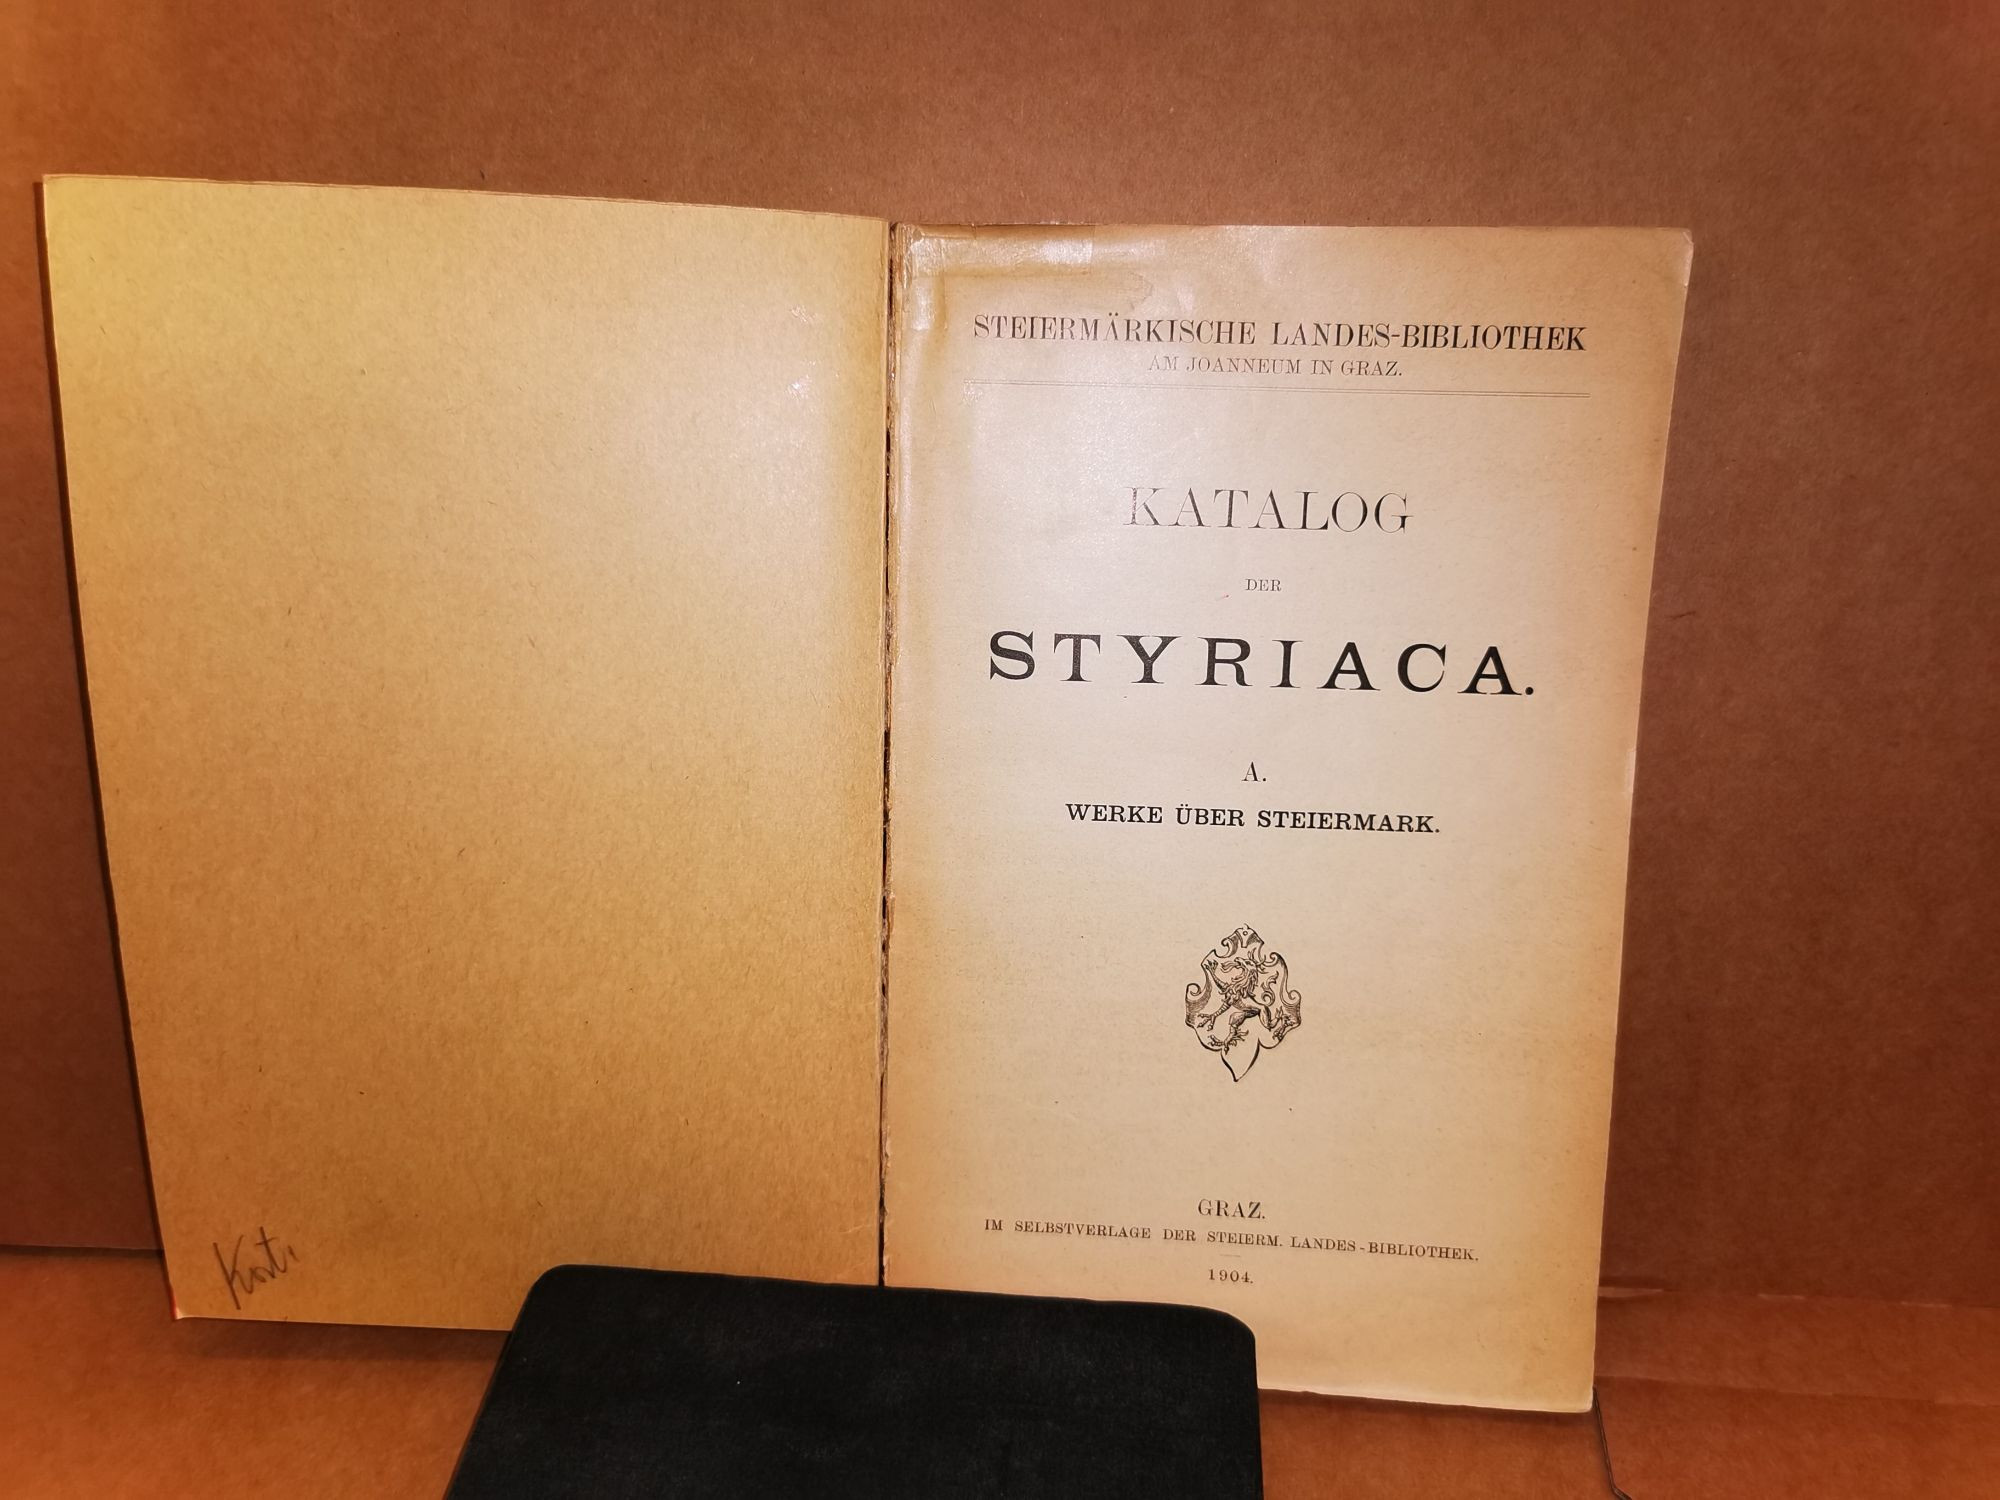 STEIERMÄRKISCHE LANDES-BIBLIOTHEK
AM JOANNEUM IN GRAZ.
KATALOG
DER
STYRIACA.
A.
WERKE ÜBER STEIERMARK.
GRAZ.
IM SELBSTVERLAGE DER STEIERM. LANDES-BIBLIOTHEK.
1904.